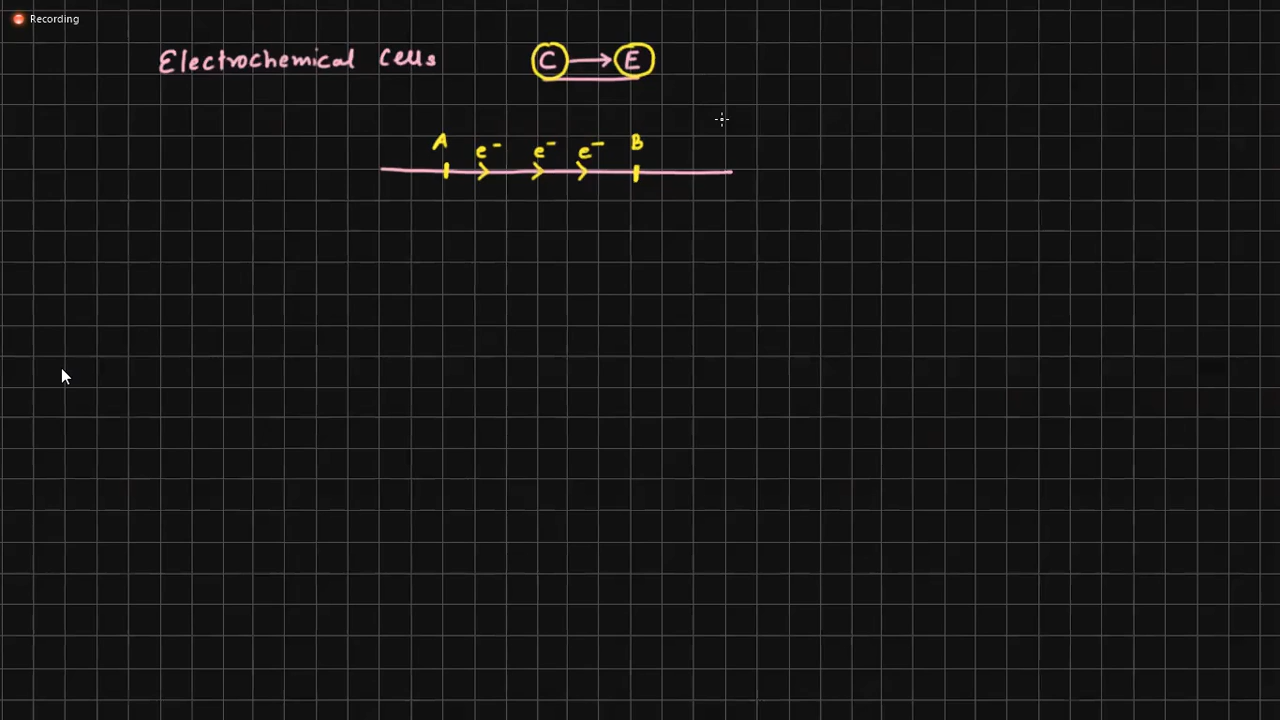 Recording
Electrochemical Cells C → E
A e⁻ e⁻ e⁻ B